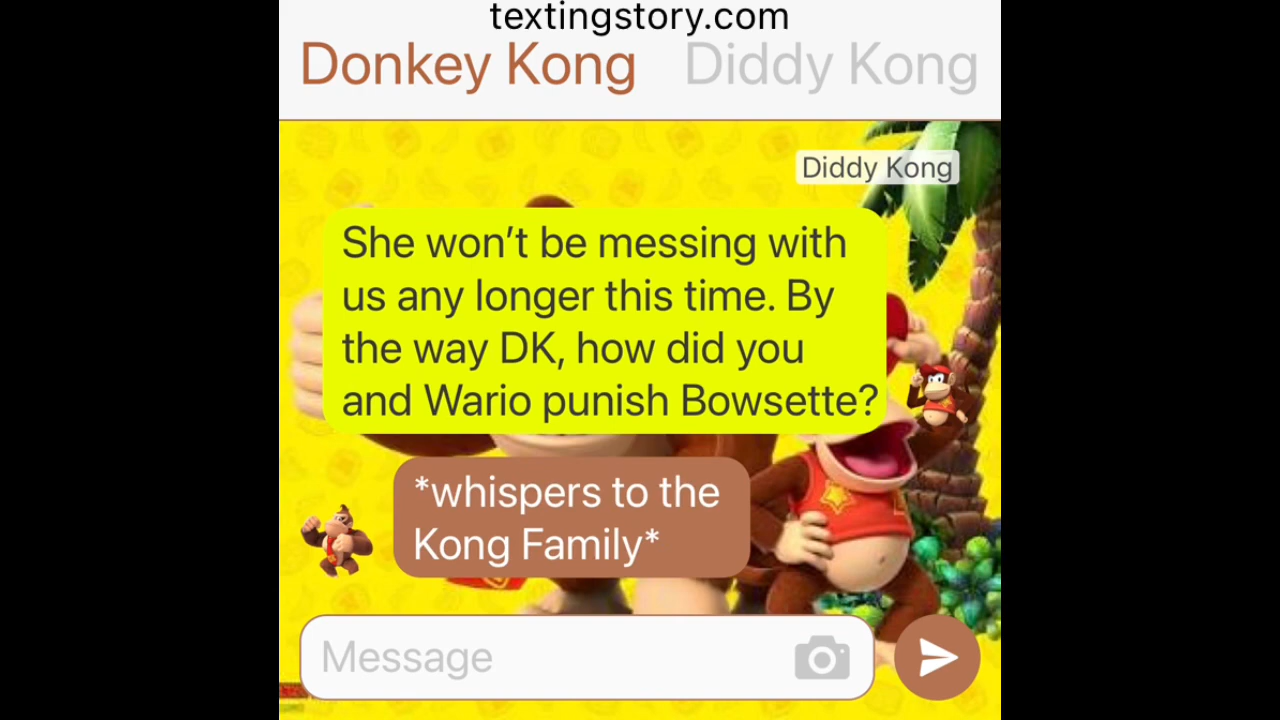 textingstory.com
Donkey Kong Diddy Kong
Diddy Kong
She won’t be messing with
us any longer this time. By
the way DK, how did you
and Wario punish Bowsette?
*whispers to the
Kong Family*
Message